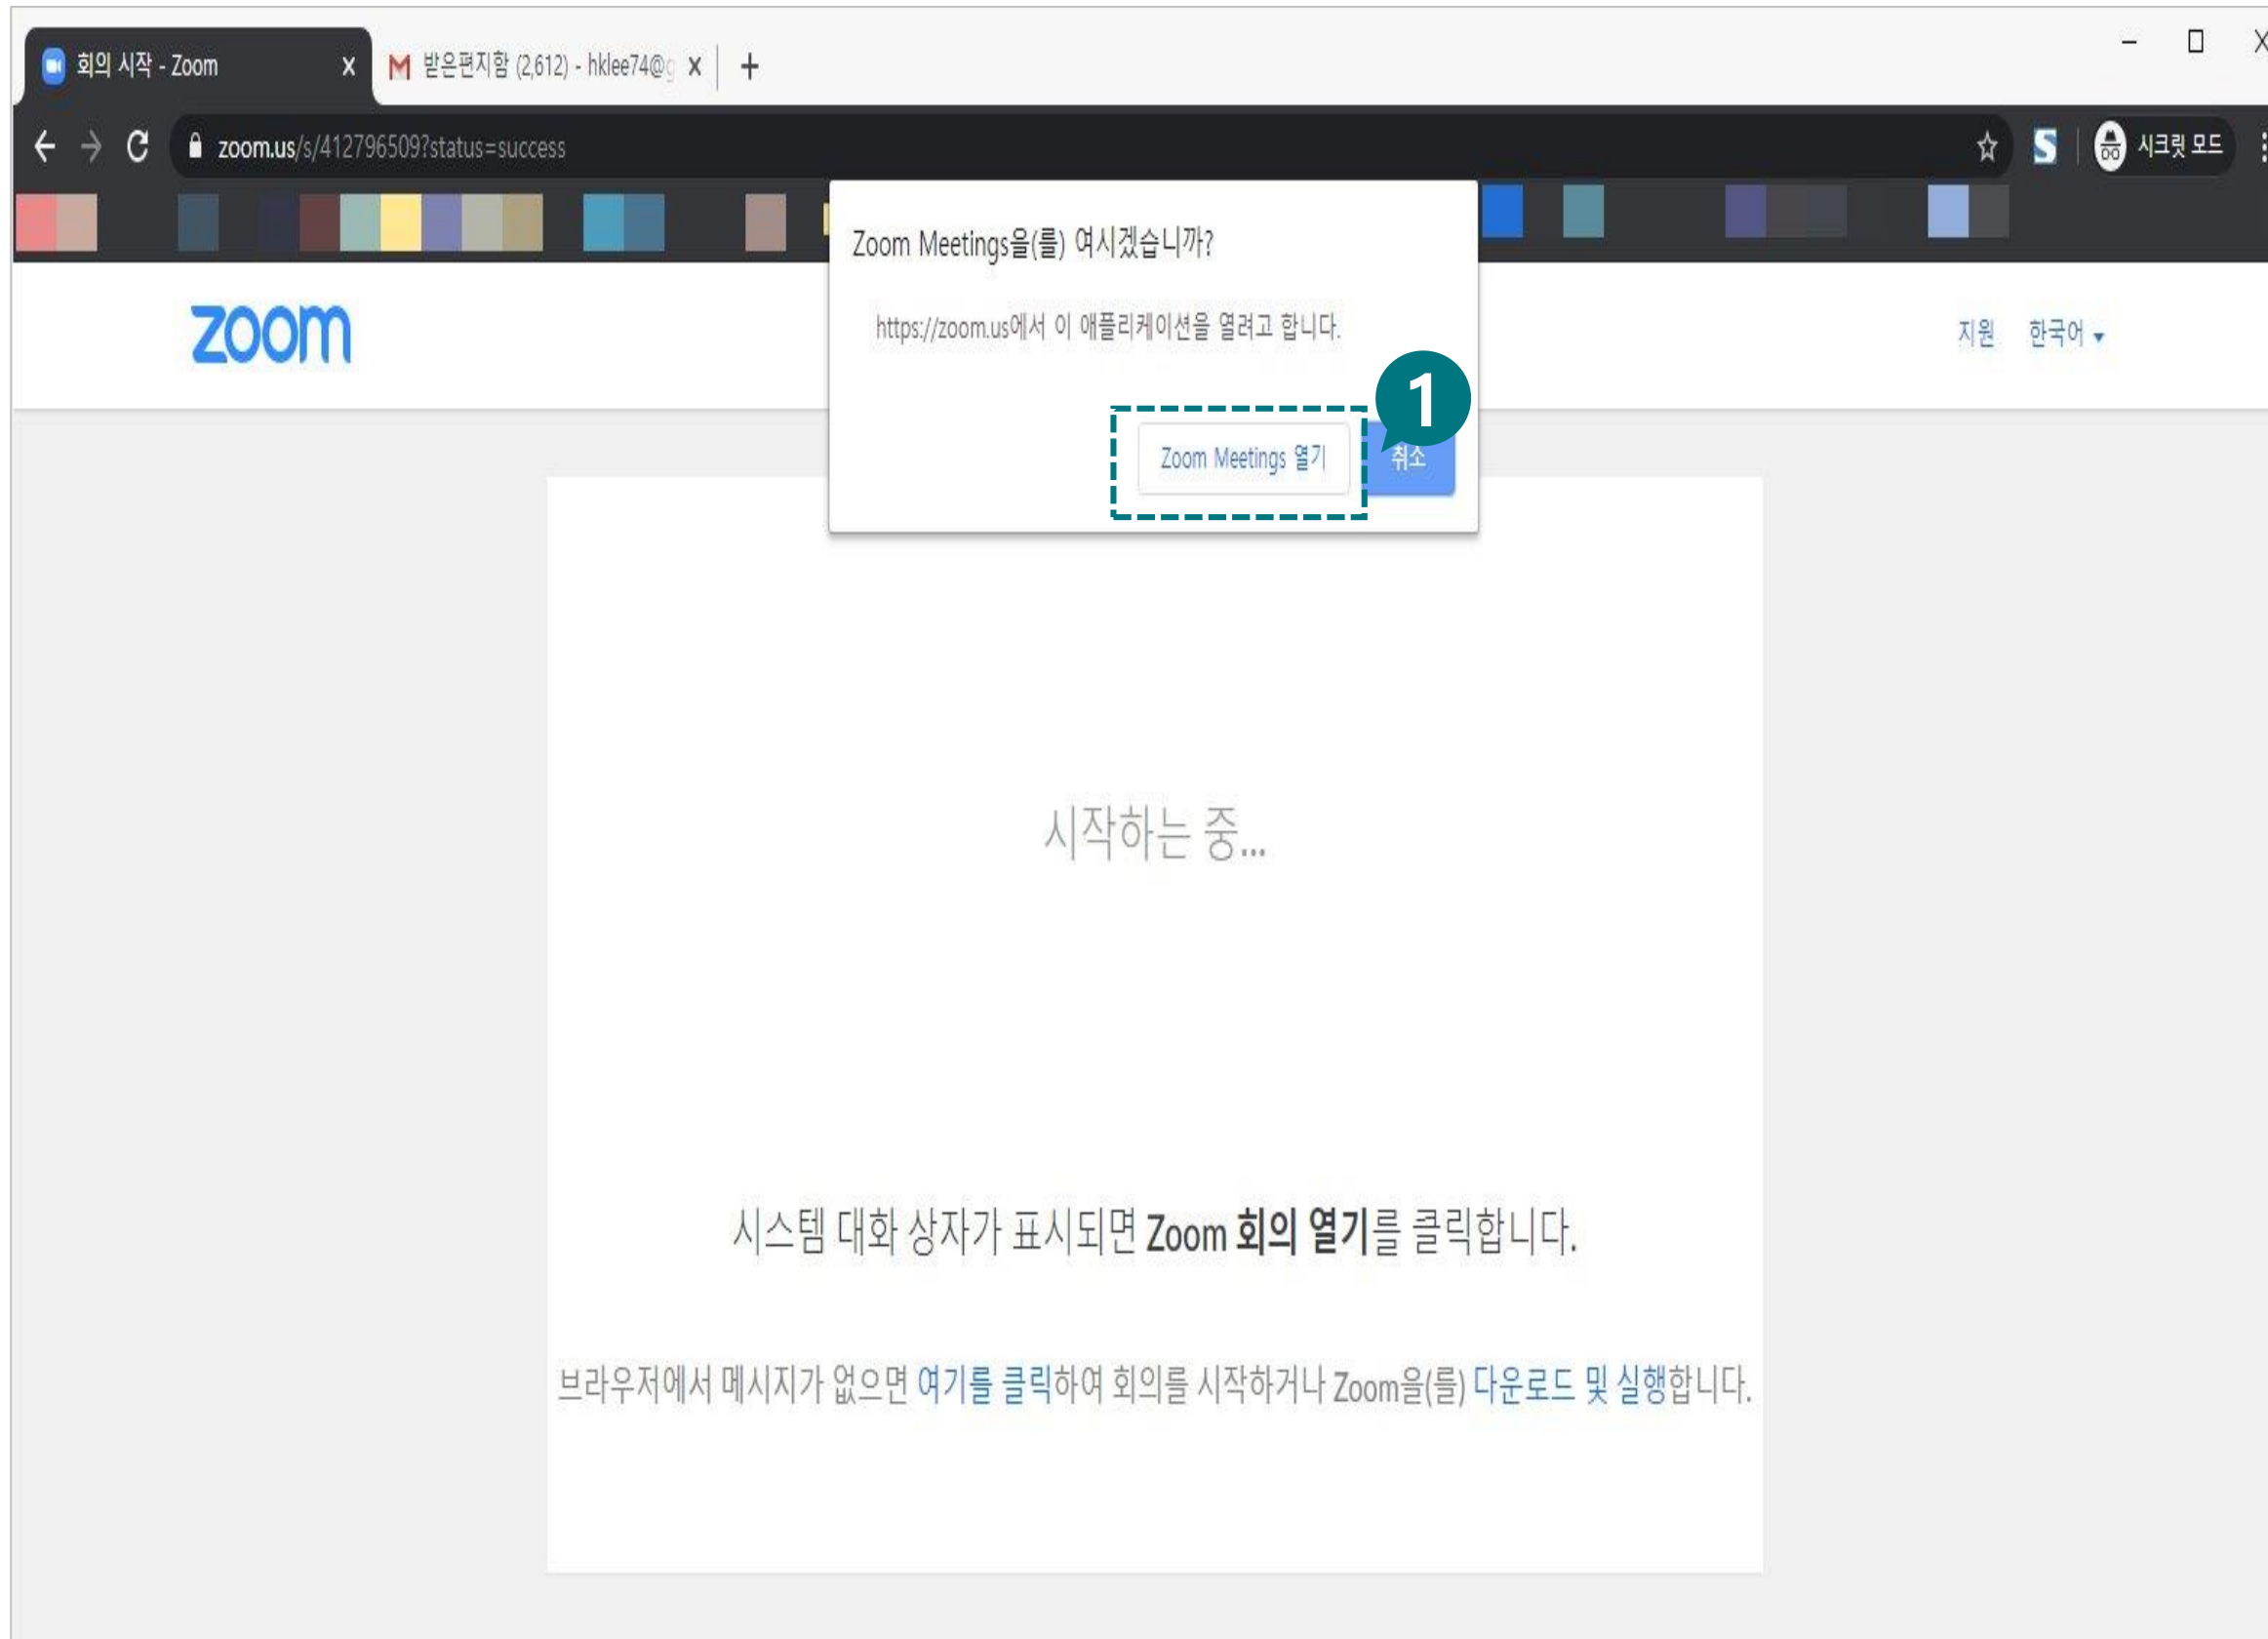 회의 시작 - Zoom
받은편지함 (2,612) - hklee74@g
zoom.us/s/412796509?status=success
시크릿 모드
Zoom Meetings을(를) 여시겠습니까?
https://zoom.us에서 이 애플리케이션을 열려고 합니다.
1
Zoom Meetings 열기
취소
zoom
지원 한국어
시작하는 중...
시스템 대화 상자가 표시되면 Zoom 회의 열기를 클릭합니다.
브라우저에서 메시지가 없으면 여기를 클릭하여 회의를 시작하거나 Zoom을(를) 다운로드 및 실행합니다.